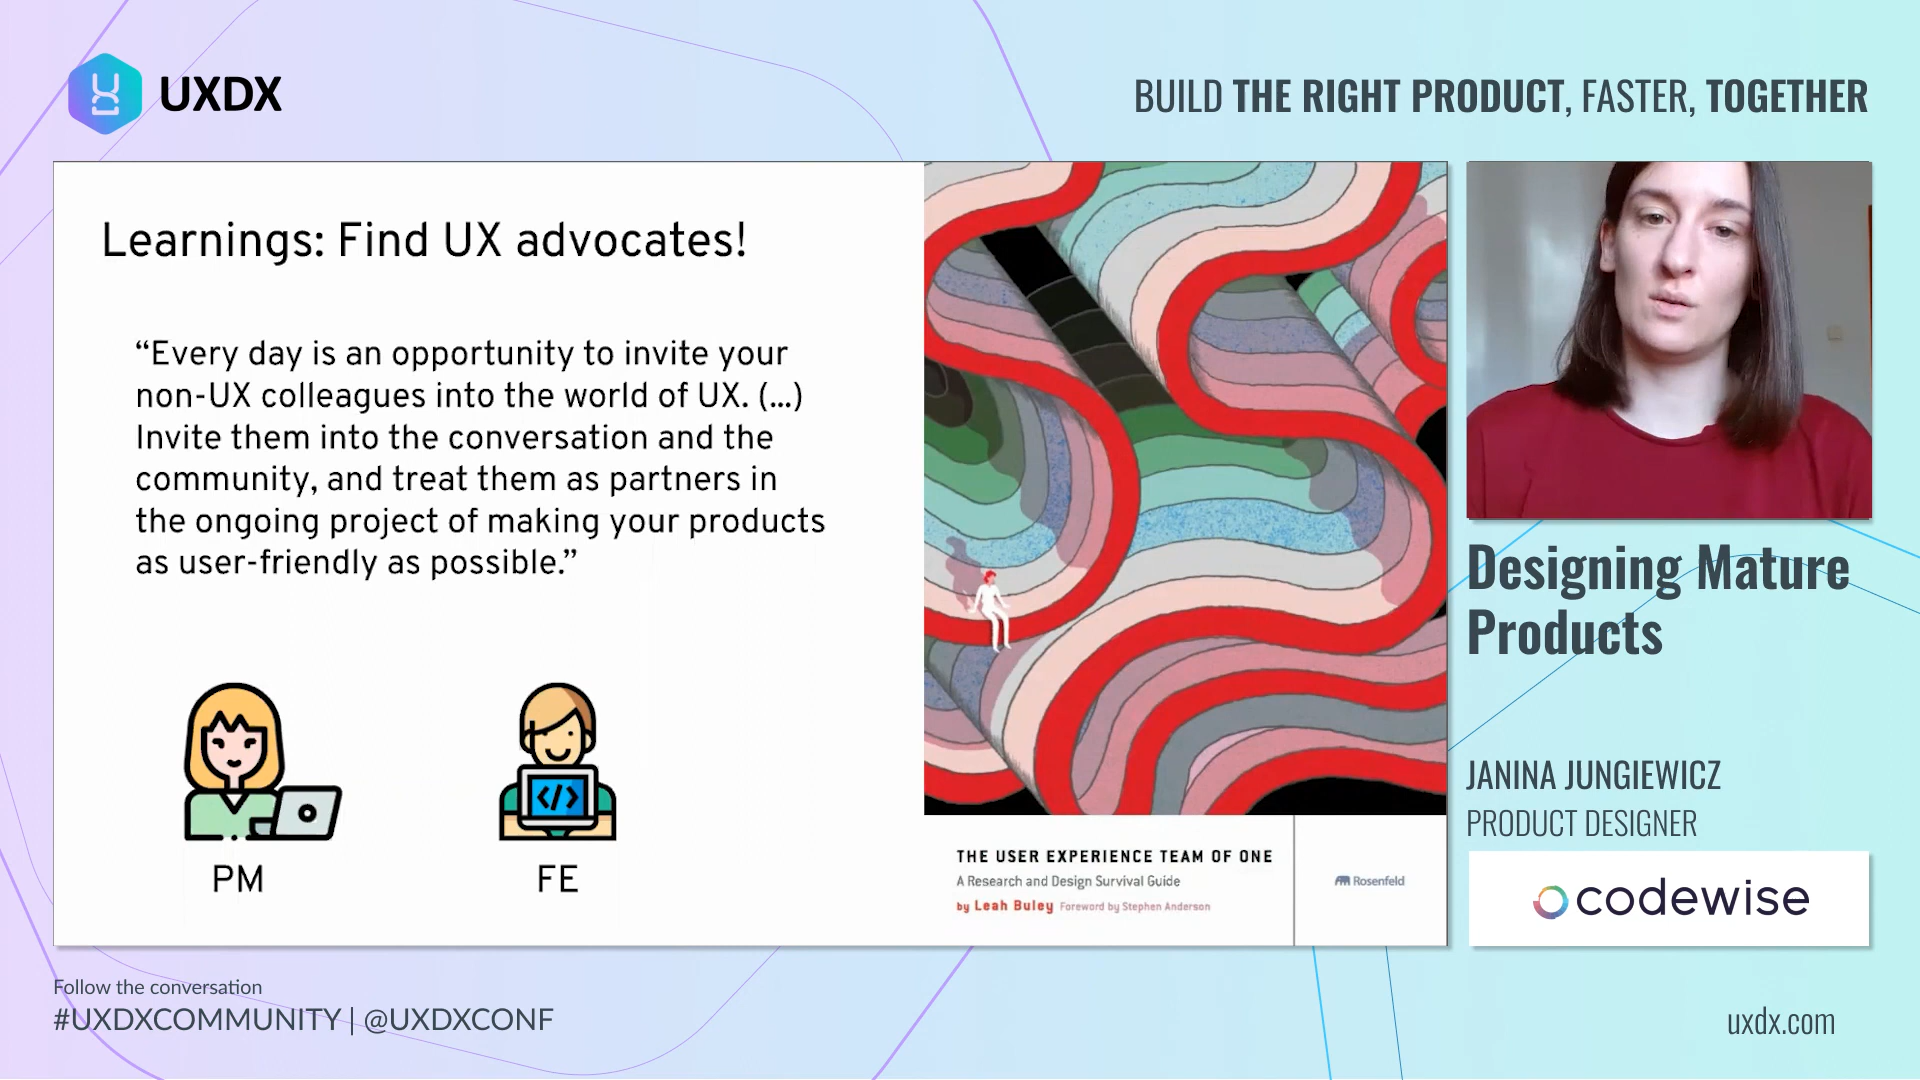 UXDX
BUILD THE RIGHT PRODUCT, FASTER, TOGETHER
Learnings: Find UX advocates!
“Every day is an opportunity to invite your
non-UX colleagues into the world of UX. (...)
Invite them into the conversation and the
community, and treat them as partners in
the ongoing project of making your products
as user-friendly as possible.”
</>
PM
FE
THE USER EXPERIENCE TEAM OF ONE
A Research and Design Survival Guide
by Leah Buley Foreword by Stephen Anderson
Rosenfeld
Designing Mature
Products
JANINA JUNGIEWICZ
PRODUCT DESIGNER
codewise
Follow the conversation
#UXDXCOMMUNITY | @UXDXCONF
uxdx.com